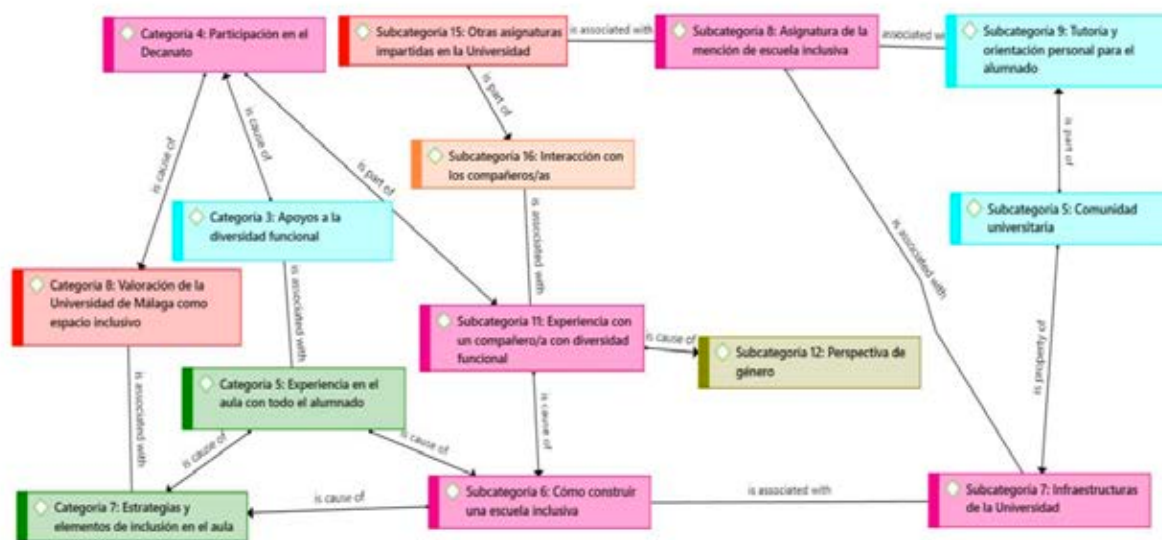 Categoría 4: Participación en el
Decanato
Subcategoría 15: Otras asignaturas
impartidas en la Universidad
is associated with
Subcategoría 8: Asignatura de la
mención de escuela inclusiva
associated wi
Subcategoría 9: Tutoría y
orientación personal para el
alumnado
is cause of
is cause of
is part of
is part of
is part of
Subcategoría 16: Interacción con
los compañeros/as
Categoría 3: Apoyos a la
diversidad funcional
is associated with
Subcategoría 5: Comunidad
universitaria
is associated with
Categoría 8: Valoración de la
Universidad de Málaga como
espacio inclusivo
is associated with
Subcategoría 11: Experiencia con
un compañero/a con diversidad
funcional
is cause of
Subcategoría 12: Perspectiva de
género
is property of
is associated with
Categoría 5: Experiencia en el
aula con todo el alumnado
is cause of
is cause of
is cause of
Categoría 7: Estrategias y
elementos de inclusión en el aula
is cause of
Subcategoría 6: Cómo construir
una escuela inclusiva
is associated with
Subcategoría 7: Infraestructuras
de la Universidad